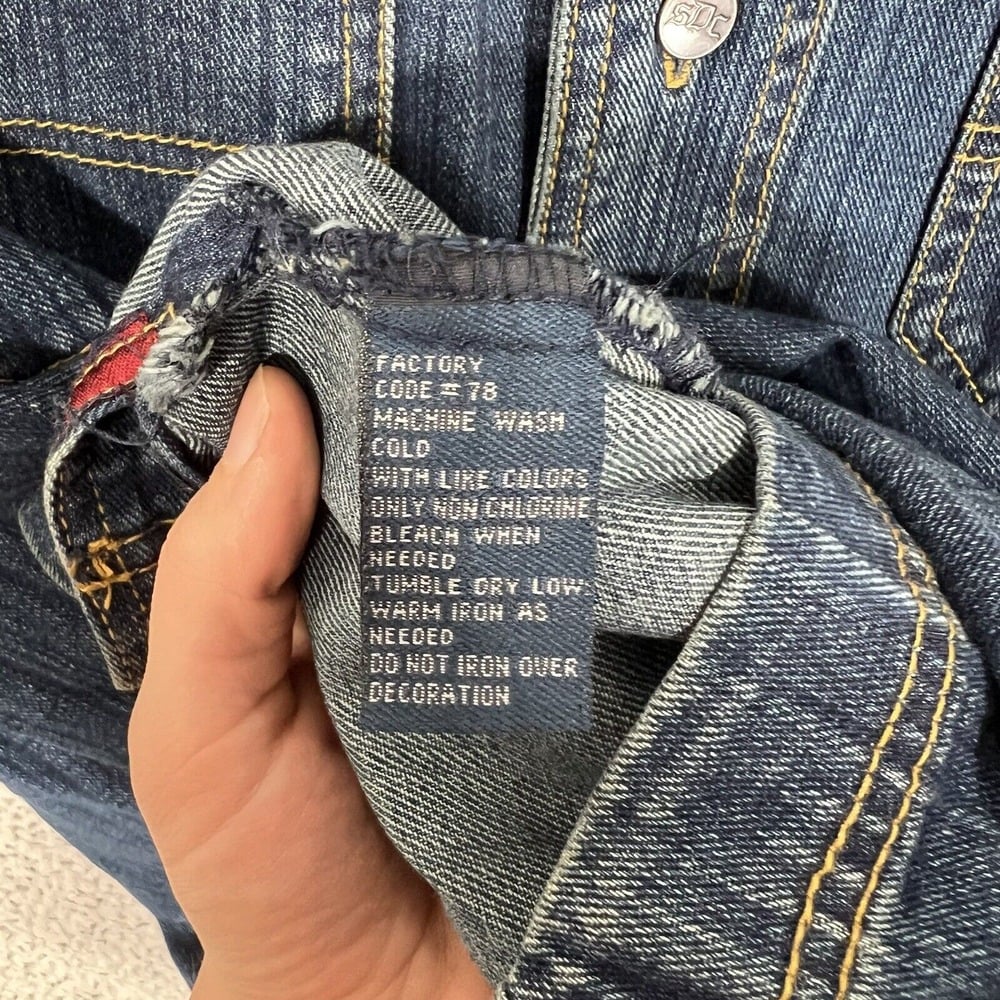 SDC
FACTORY
CODE = 78
MACHINE WASH
COLD
WITH LIKE COLORS
ONLY NON CHLORINE
BLEACH WHEN
NEEDED
TUMBLE DRY LOW
WARM IRON AS
NEEDED
DO NOT IRON OVER
DECORATION